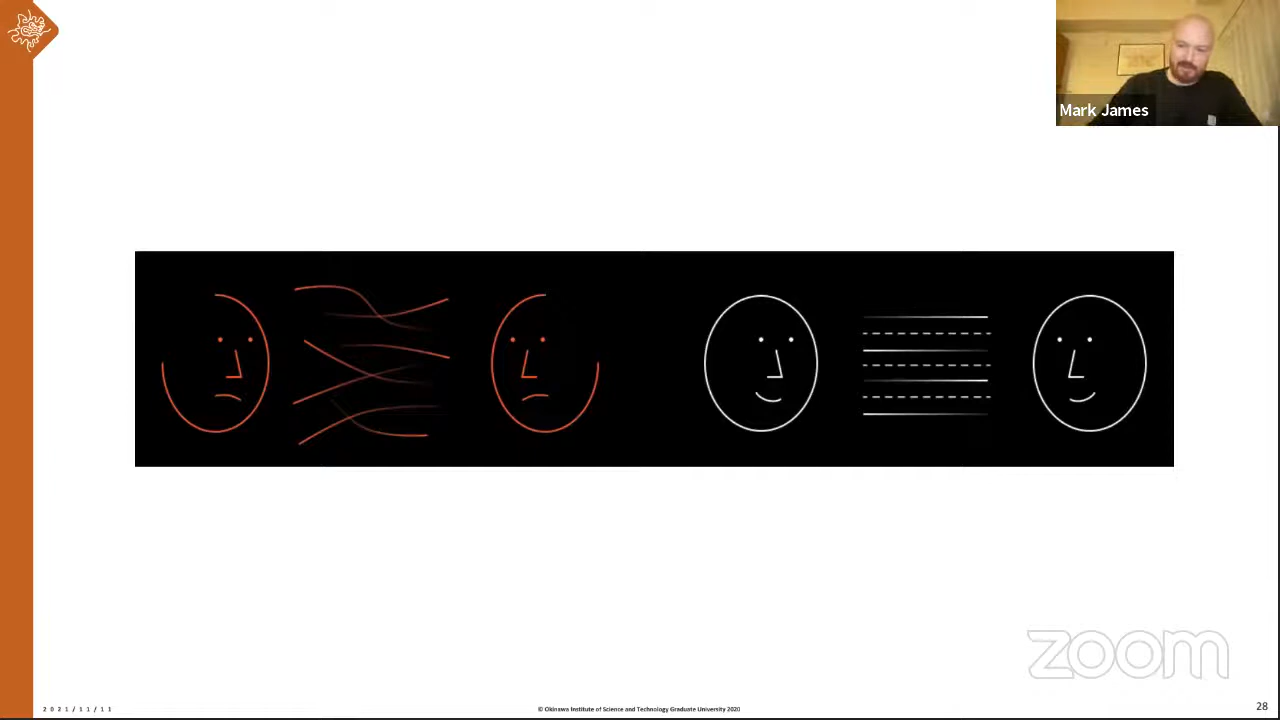 Mark James
zoom
2021/11/11
© Okinawa Institute of Science and Technology Graduate University 2020
28